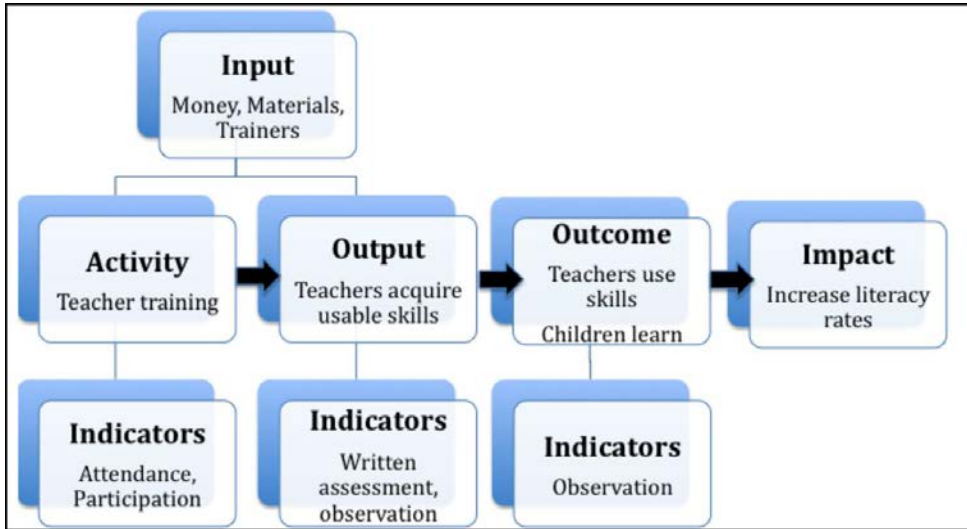 Input
Money, Materials,
Trainers
Activity
Teacher training
Output
Teachers acquire
usable skills
Outcome
Teachers use
skills
Children learn
Impact
Increase literacy
rates
Indicators
Attendance,
Participation
Indicators
Written
assessment,
observation
Indicators
Observation